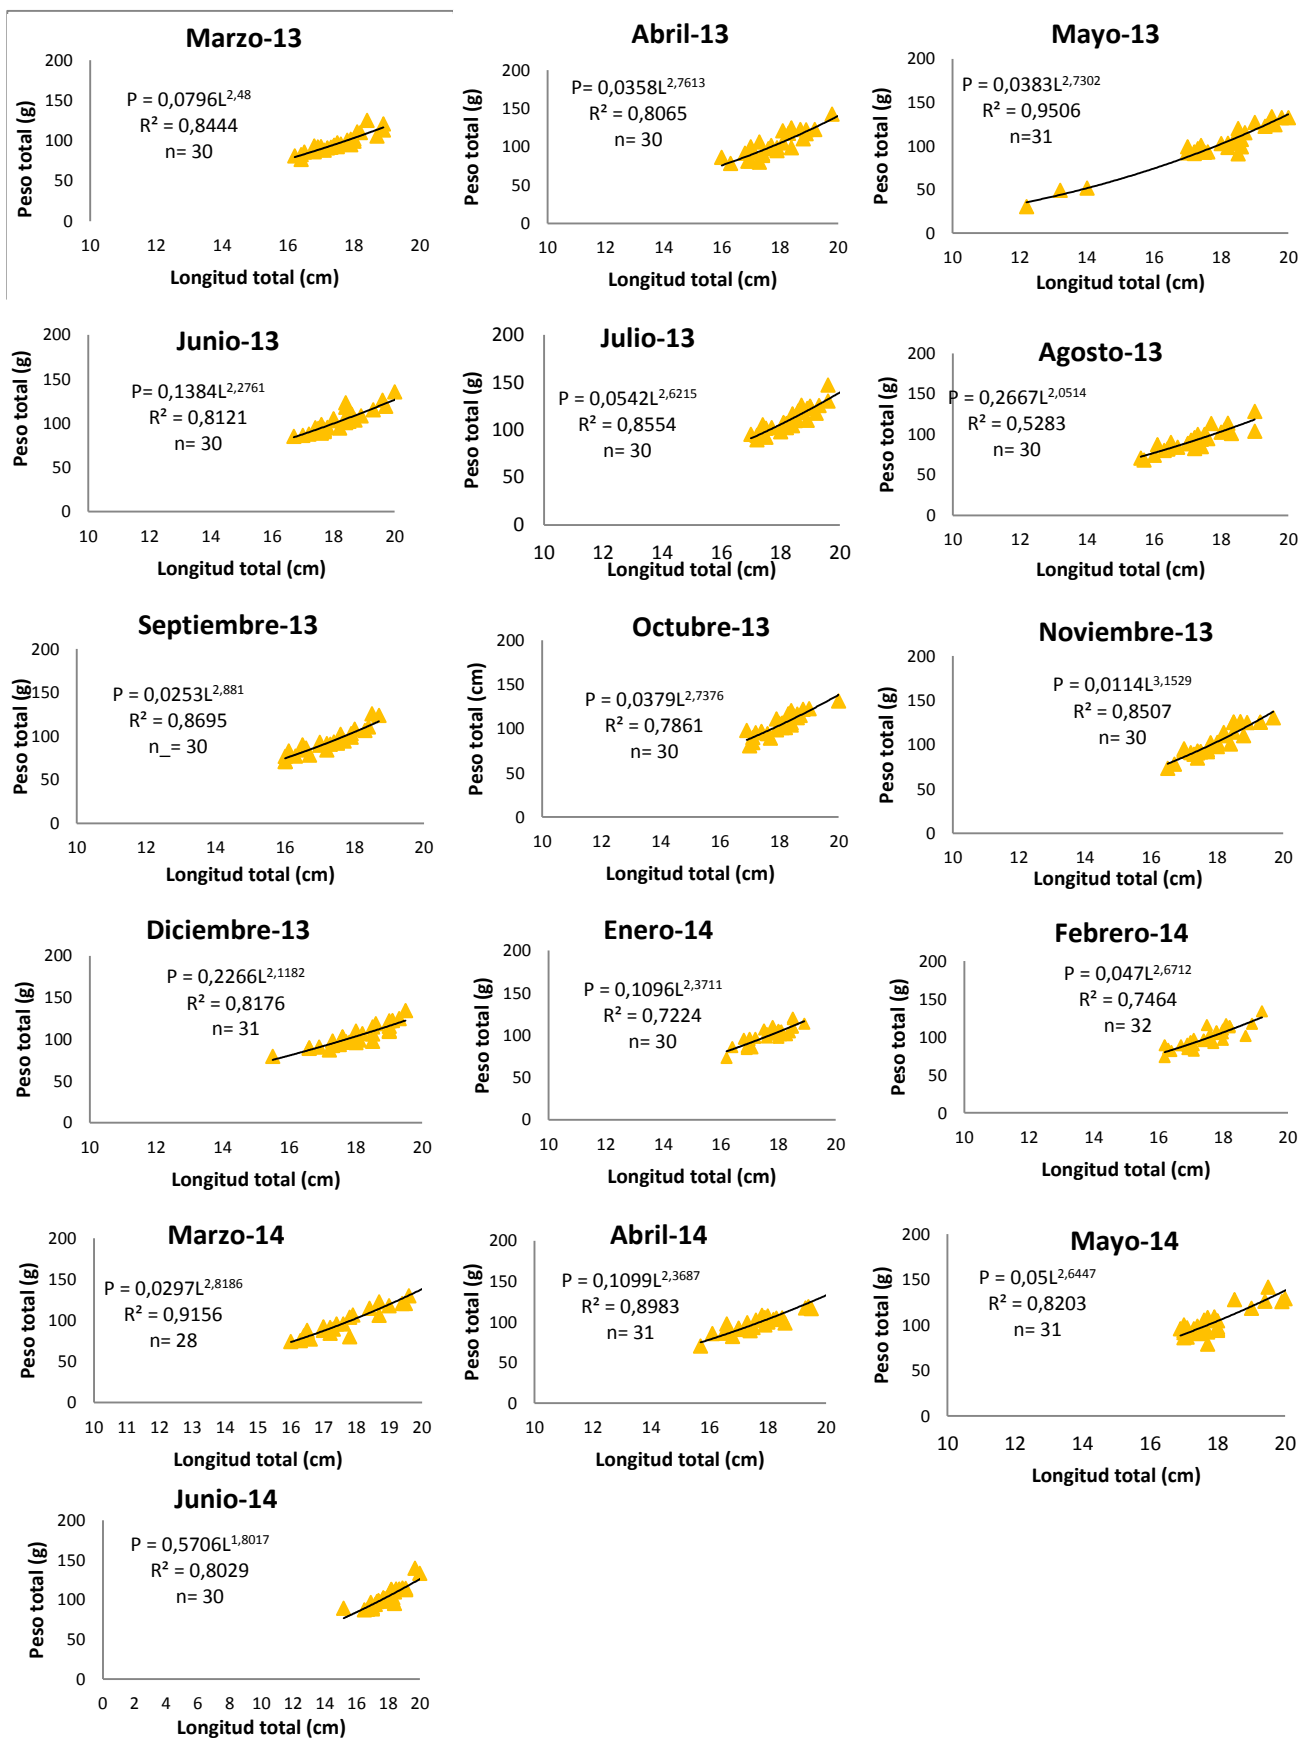 Marzo-13
Peso total (g)
200
150
100
50
0
P = 0,0796L2,48
R² = 0,8444
n= 30
10 12 14 16 18 20
Longitud total (cm)
Abril-13
Peso total (g)
200
150
100
50
0
P= 0,0358L2,7613
R² = 0,8065
n= 30
10 12 14 16 18 20
Longitud total (cm)
Mayo-13
Peso total (g)
200
150
100
50
0
P = 0,0383L2,7302
R² = 0,9506
n=31
10 12 14 16 18 20
Longitud total (cm)
Junio-13
Peso total (g)
200
150
100
50
0
P= 0,1384L2,2761
R² = 0,8121
n= 30
10 12 14 16 18 20
Longitud total (cm)
Julio-13
Peso total (g)
200
150
100
50
0
P= 0,0542L2,6215
R² = 0,8554
n= 30
10 12 14 16 18 20
Longitud total (cm)
Agosto-13
Peso total (g)
200
150
100
50
0
P = 0,2667L2,0514
R² = 0,5283
n= 30
10 12 14 16 18 20
Longitud total (cm)
Septiembre-13
Peso total (g)
200
150
100
50
0
P = 0,0253L2,881
R² = 0,8695
n_= 30
10 12 14 16 18 20
Longitud total (cm)
Octubre-13
Peso total (cm)
200
150
100
50
0
P = 0,0379L2,7376
R² = 0,7861
n= 30
10 12 14 16 18 20
Longitud total (cm)
Noviembre-13
Peso total (g)
200
150
100
50
0
P = 0,0114L3,1529
R² = 0,8507
n= 30
10 12 14 16 18 20
Longitud total (cm)
Diciembre-13
Peso total (g)
200
150
100
50
0
P = 0,2266L2,1182
R² = 0,8176
n= 31
10 12 14 16 18 20
Longitud total (cm)
Enero-14
Peso total (g)
200
150
100
50
0
P = 0,1096L2,3711
R² = 0,7224
n= 30
10 12 14 16 18 20
Longitud total (cm)
Febrero-14
Peso total (g)
200
150
100
50
0
P = 0,047L2,6712
R² = 0,7464
n= 32
10 12 14 16 18 20
Longitud total (cm)
Marzo-14
Peso total (g)
200
150
100
50
0
P = 0,0297L2,8186
R² = 0,9156
n= 28
10 11 12 13 14 15 16 17 18 19 20
Longitud total (cm)
Abril-14
Peso total (g)
200
150
100
50
0
P = 0,1099L2,3687
R² = 0,8983
n= 31
10 12 14 16 18 20
Longitud total (cm)
Mayo-14
Peso total (g)
200
150
100
50
0
P = 0,05L2,6447
R² = 0,8203
n= 31
10 12 14 16 18 20
Longitud total (cm)
Junio-14
Peso total (g)
200
150
100
50
0
P = 0,5706L1,8017
R² = 0,8029
n= 30
0 2 4 6 8 10 12 14 16 18 20
Longitud total (cm)